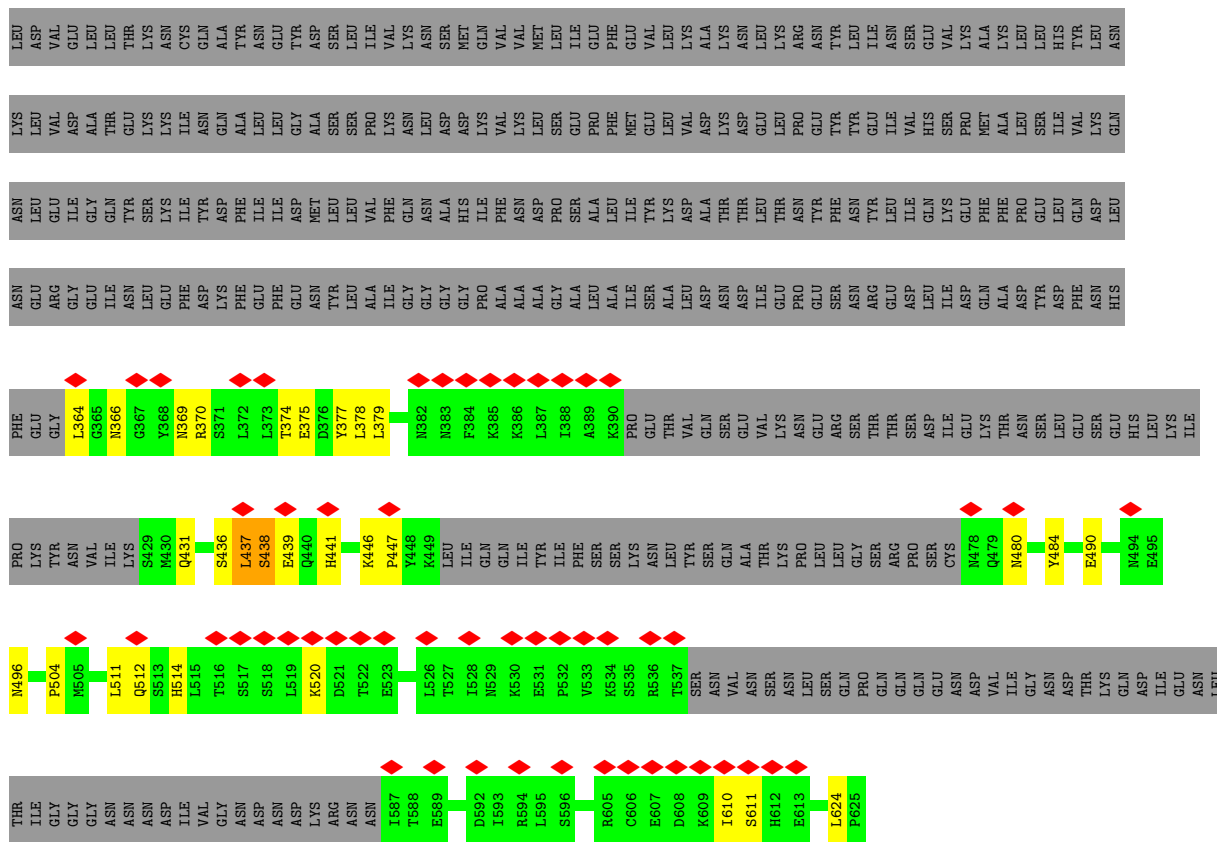 LEU ASP VAL GLU LEU LEU THR LYS ASN CYS GLN ALA TYR ASN GLU TYR ASP SER LEU ILE VAL LYS ASN SER MET GLN VAL VAL MET LEU ILE GLU PHE GLU VAL LEU LYS ALA LYS ASN LEU LYS ARG ASN TYR LEU ILE ASN SER GLU VAL LYS ALA LYS LEU LEU HIS TYR LEU ASN
LYS LEU VAL ASP ALA THR GLU LYS LYS ILE ASN GLN ALA LEU LEU GLY ALA SER SER PRO LYS ASN LEU ASP ASP LYS VAL LYS LEU SER GLU PRO PHE MET GLU LEU VAL ASP LYS ASP GLU LEU PRO GLU TYR TYR GLU ILE VAL HIS SER PRO MET ALA LEU SER ILE VAL LYS GLN
ASN LEU GLU ILE GLY GLN TYR SER LYS ILE TYR ASP PHE ILE ILE ASP MET LEU LEU VAL PHE GLN ASN ALA HIS ILE PHE ASN ASP PRO SER ALA LEU ILE TYR LYS ASP ALA THR THR LEU THR ASN TYR PHE ASN TYR LEU ILE GLN LYS GLU PHE PHE PRO GLU LEU GLN ASP LEU
ASN GLU ARG GLY GLU ILE ASN LEU GLU PHE ASP LYS PHE GLU PHE GLU ASN TYR LEU ALA ILE GLY GLY GLY GLY PRO ALA ALA ALA GLY ALA LEU ALA ILE SER ALA LEU ASP ASN ASP ILE GLU PRO GLU SER ASN ARG GLU ASP LEU ILE ASP GLN ALA ASP TYR ASP PHE ASN HIS
PHE GLU GLY L364 G365 N366 G367 Y368 N369 R370 S371 L372 L373 T374 E375 D376 Y377 L378 L379 N382 N383 F384 K385 K386 L387 I388 A389 K390 PRO GLU THR VAL GLN SER GLU VAL LYS ASN GLU ARG SER THR THR SER ASP ILE GLU LYS THR ASN SER LEU GLU SER GLU HIS LEU LYS ILE
PRO LYS TYR ASN VAL ILE LYS S429 M430 Q431 S436 L437 S438 E439 Q440 H441 K446 P447 Y448 K449 LEU ILE GLN GLN ILE TYR ILE PHE SER SER LYS ASN LEU TYR SER GLN ALA THR LYS PRO LEU LEU GLY SER ARG PRO SER CYS N478 Q479 N480 Y484 E490 N494 E495
N496 P504 M505 L511 Q512 S513 H514 L515 T516 S517 S518 L519 K520 D521 T522 E523 L526 T527 I528 N529 K530 E531 P532 V533 K534 S535 R536 T537 SER ASN VAL ASN SER ASN LEU SER GLN PRO GLN GLN GLN GLU ASN ASP VAL ILE GLY ASN ASP THR LYS GLN ASP ILE GLU ASN LEU
THR ILE GLY GLY GLY ASN ASN ASN ASP ILE VAL GLY ASN ASP ASN ASP LYS ARG ASN ASN I587 T588 E589 D592 I593 R594 L595 S596 R605 C606 E607 D608 K609 I610 S611 H612 E613 L624 P625